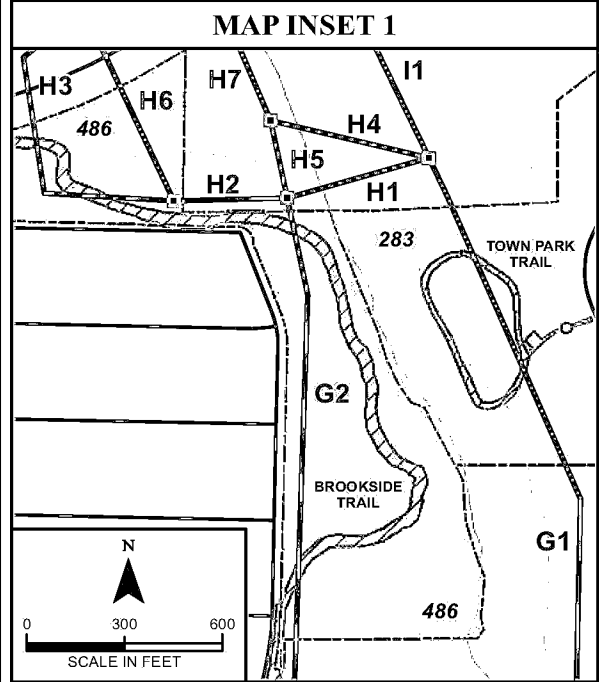 MAP INSET 1
I1
H7
H3
H6
H4
486
H5
H2
H1
283
TOWN PARK
TRAIL
G2
BROOKSIDE
TRAIL
G1
N
486
0 300 600
SCALE IN FEET